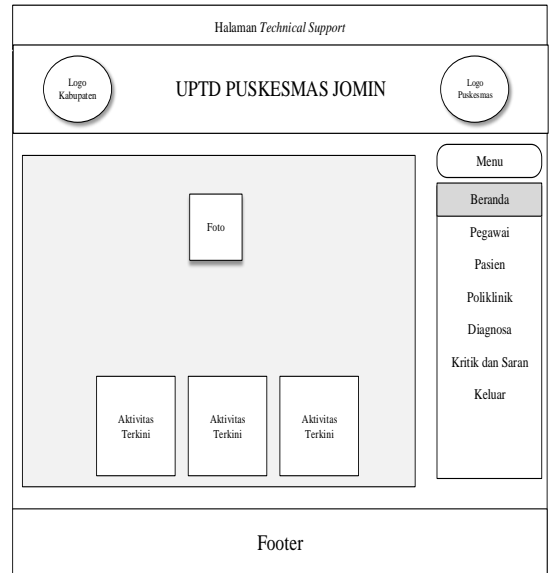 Halaman Technical Support
Logo
Kabupaten
UPTD PUSKESMAS JOMIN
Logo
Puskesmas
Foto
Aktivitas
Terkini
Aktivitas
Terkini
Aktivitas
Terkini
Menu
Beranda
Pegawai
Pasien
Poliklinik
Diagnosa
Kritik dan Saran
Keluar
Footer